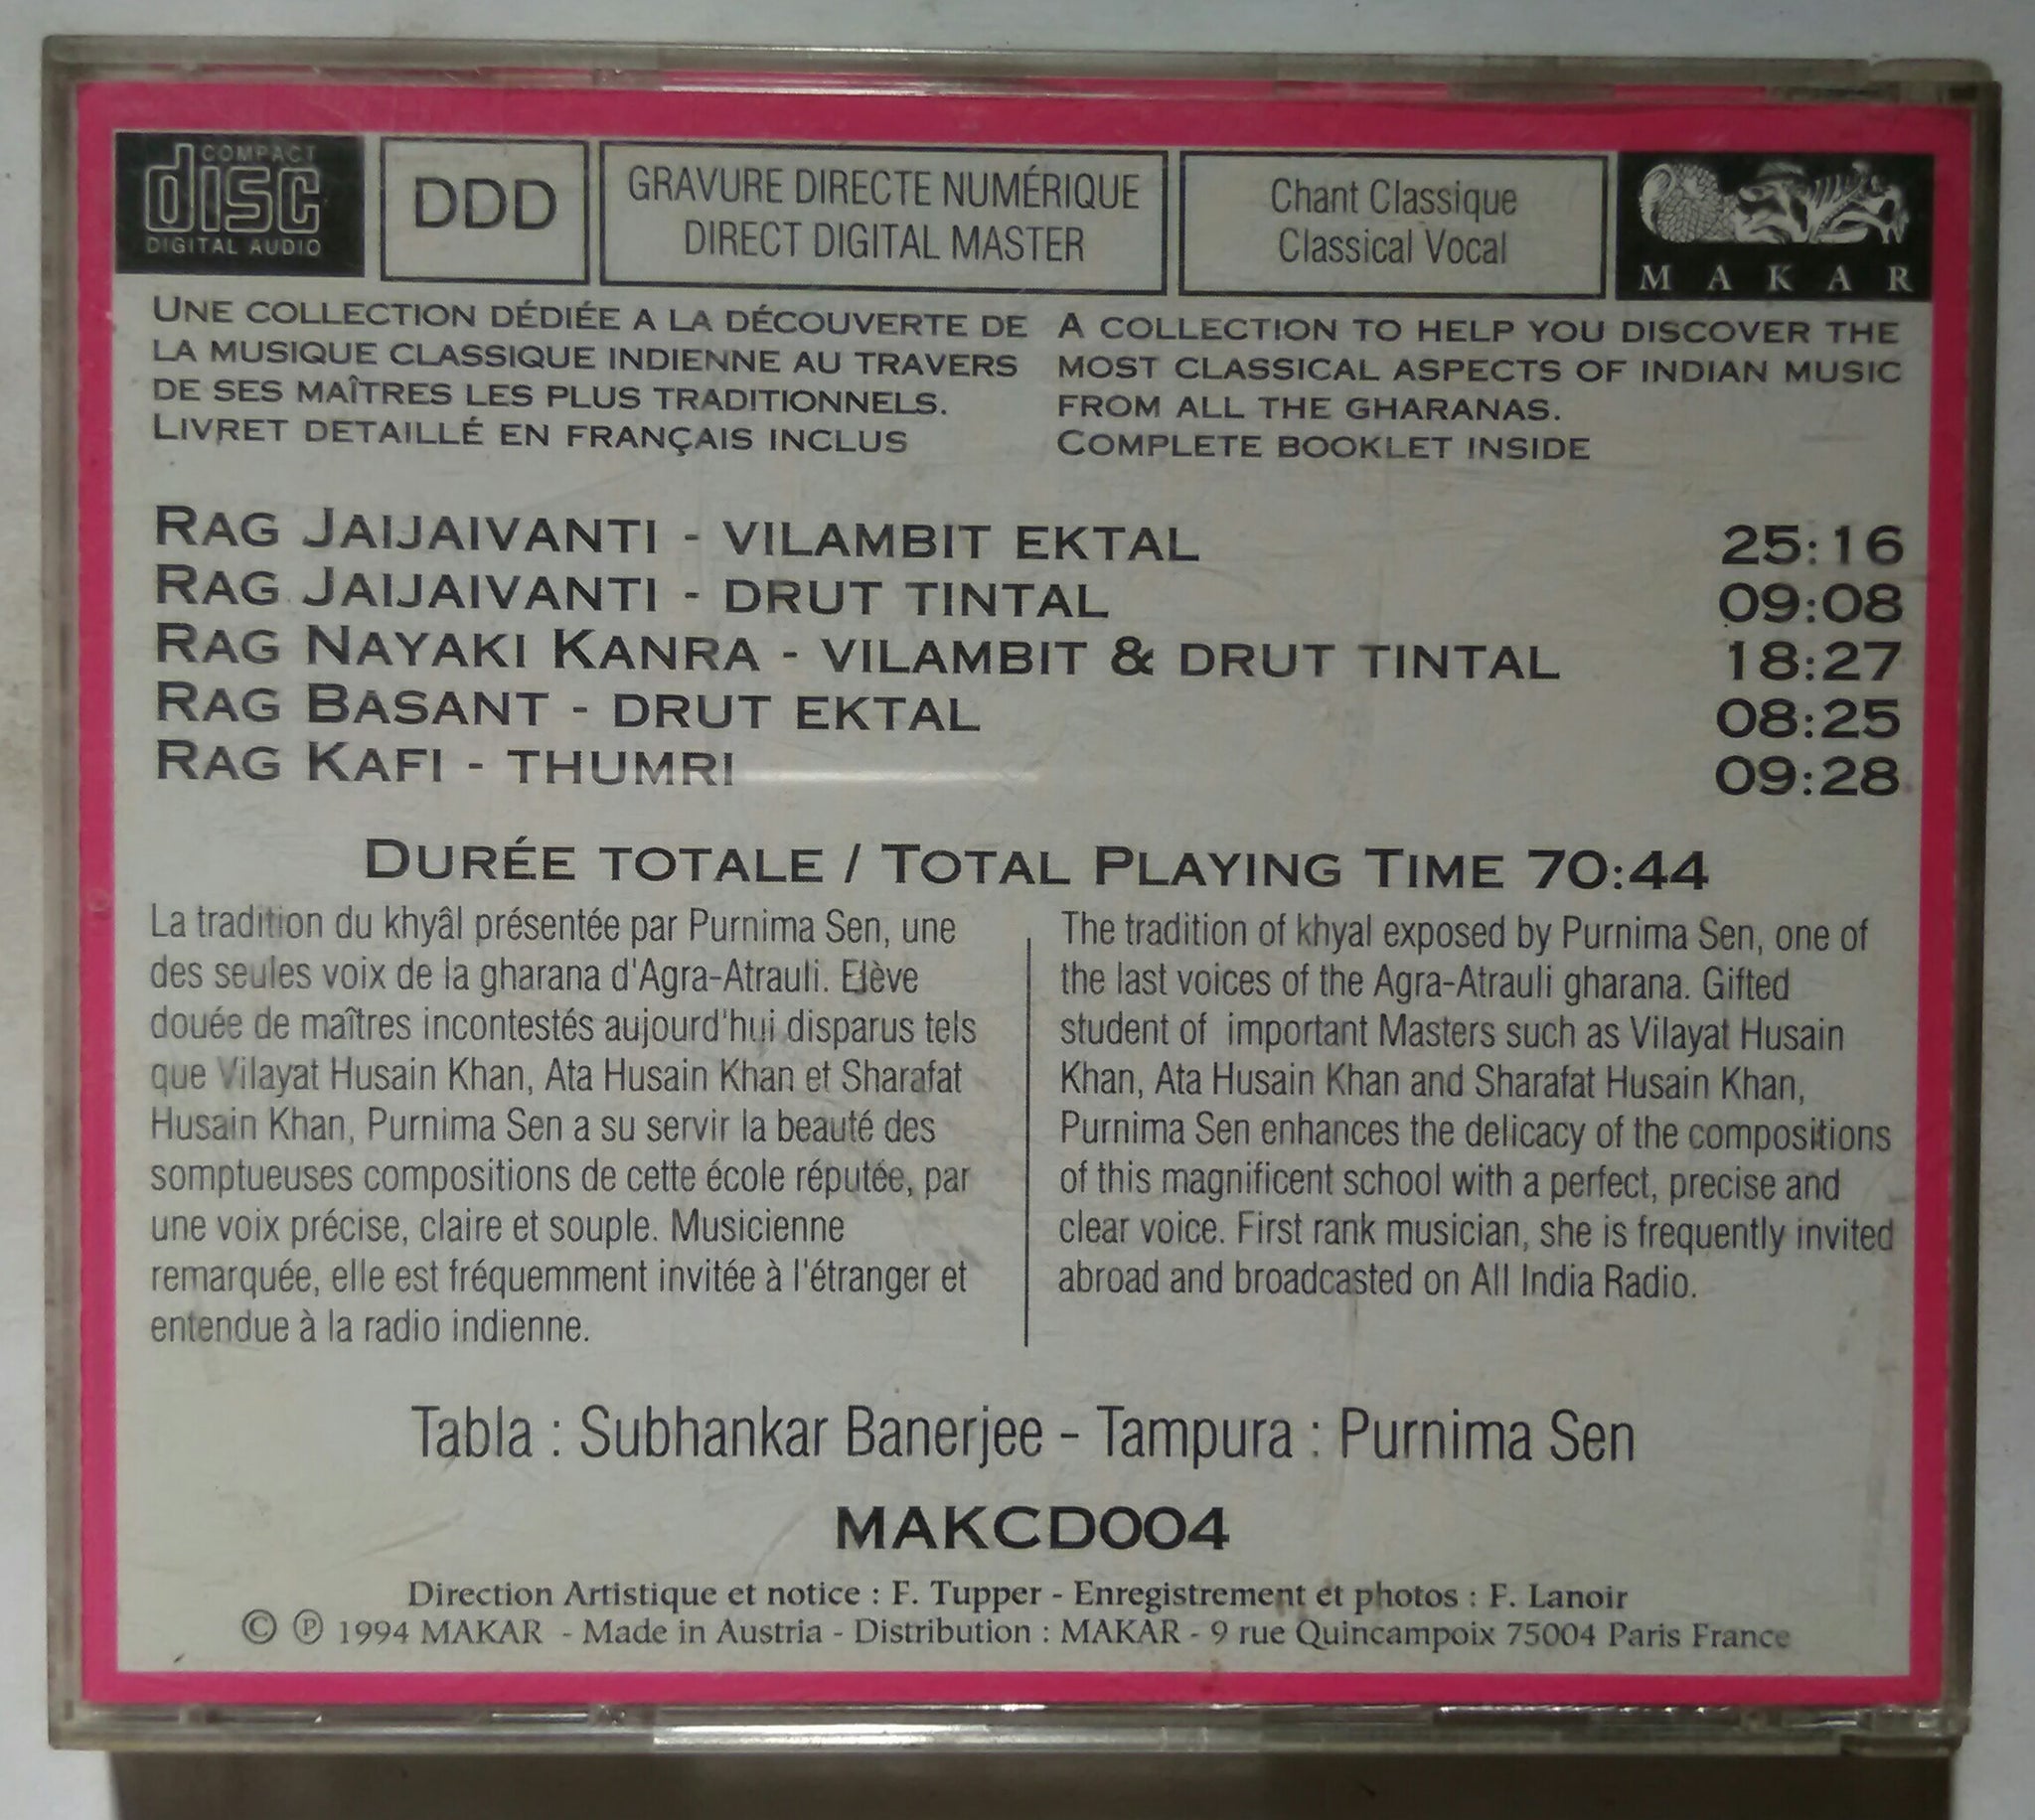 COMPACT
disc
DIGITAL AUDIO
DDD
GRAVURE DIRECTE NUMÉRIQUE
DIRECT DIGITAL MASTER
Chant Classique
Classical Vocal
MAKAR
UNE COLLECTION DÉDIÉE A LA DÉCOUVERTE DE
LA MUSIQUE CLASSIQUE INDIENNE AU TRAVERS
DE SES MAÎTRES LES PLUS TRADITIONNELS.
LIVRET DETAILLÉ EN FRANÇAIS INCLUS
A COLLECTION TO HELP YOU DISCOVER THE
MOST CLASSICAL ASPECTS OF INDIAN MUSIC
FROM ALL THE GHARANAS.
COMPLETE BOOKLET INSIDE
RAG JAIJAIVANTI - VILAMBIT EKTAL 25:16
RAG JAIJAIVANTI - DRUT TINTAL 09:08
RAG NAYAKI KANRA - VILAMBIT & DRUT TINTAL 18:27
RAG BASANT - DRUT EKTAL 08:25
RAG KAFI - THUMRI 09:28
DURÉE TOTALE / TOTAL PLAYING TIME 70:44
La tradition du khyâl présentée par Purnima Sen, une
des seules voix de la gharana d'Agra-Atrauli. Elève
douée de maîtres incontestés aujourd'hui disparus tels
que Vilayat Husain Khan, Ata Husain Khan et Sharafat
Husain Khan, Purnima Sen a su servir la beauté des
somptueuses compositions de cette école réputée, par
une voix précise, claire et souple. Musicienne
remarquée, elle est fréquemment invitée à l'étranger et
entendue à la radio indienne.
The tradition of khyal exposed by Purnima Sen, one of
the last voices of the Agra-Atrauli gharana. Gifted
student of important Masters such as Vilayat Husain
Khan, Ata Husain Khan and Sharafat Husain Khan,
Purnima Sen enhances the delicacy of the compositions
of this magnificent school with a perfect, precise and
clear voice. First rank musician, she is frequently invited
abroad and broadcasted on All India Radio.
Tabla : Subhankar Banerjee - Tampura : Purnima Sen
MAKCD004
Direction Artistique et notice : F. Tupper - Enregistrement et photos : F. Lanoir
© ℗ 1994 MAKAR - Made in Austria - Distribution : MAKAR - 9 rue Quincampoix 75004 Paris France